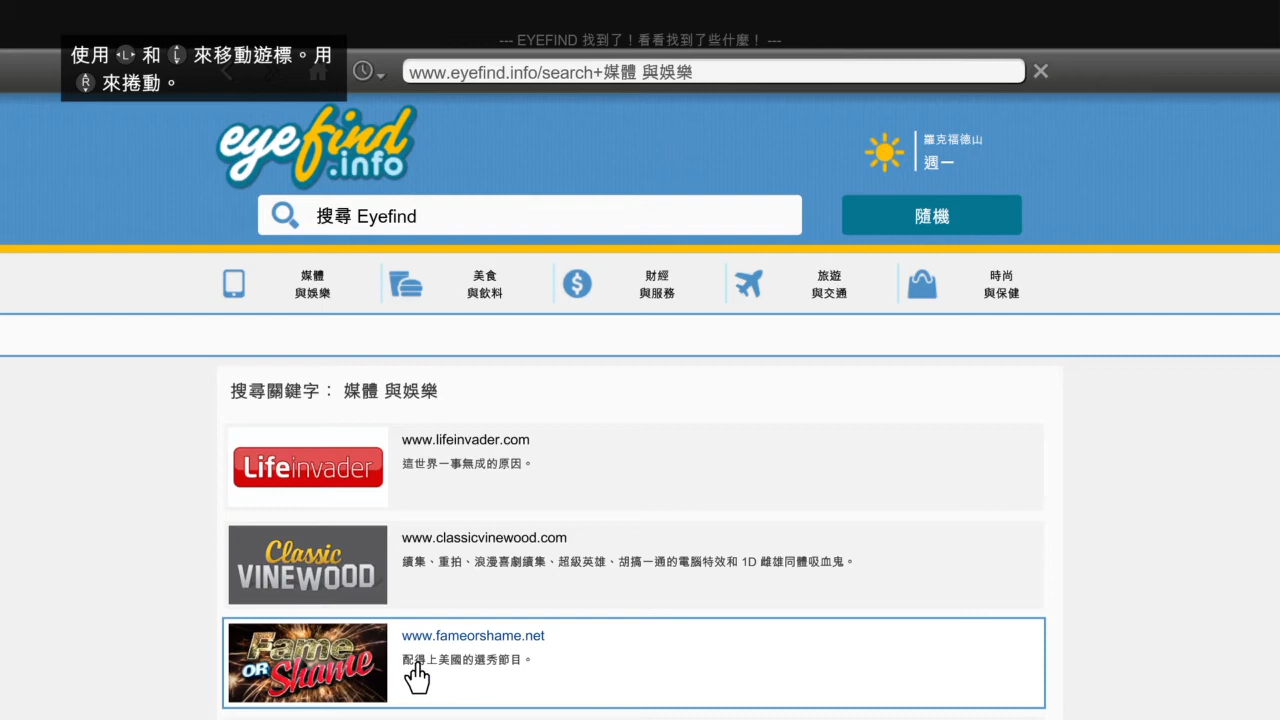 --- EYEFIND 找到了！看看找到了些什麼！ ---
使用 L 和 L 來移動遊標。用
R 來捲動。
www.eyefind.info/search+媒體 與娛樂
eyefind
.info
羅克福德山
週一
搜尋 Eyefind
隨機
媒體
與娛樂
美食
與飲料
財經
與服務
旅遊
與交通
時尚
與保健
搜尋關鍵字： 媒體 與娛樂
Lifeinvader
www.lifeinvader.com
這世界一事無成的原因。
Classic
VINEWOOD
www.classicvinewood.com
續集、重拍、浪漫喜劇續集、超級英雄、胡搞一通的電腦特效和 1D 雌雄同體吸血鬼。
Fame
OR Shame
www.fameorshame.net
配得上美國的選秀節目。